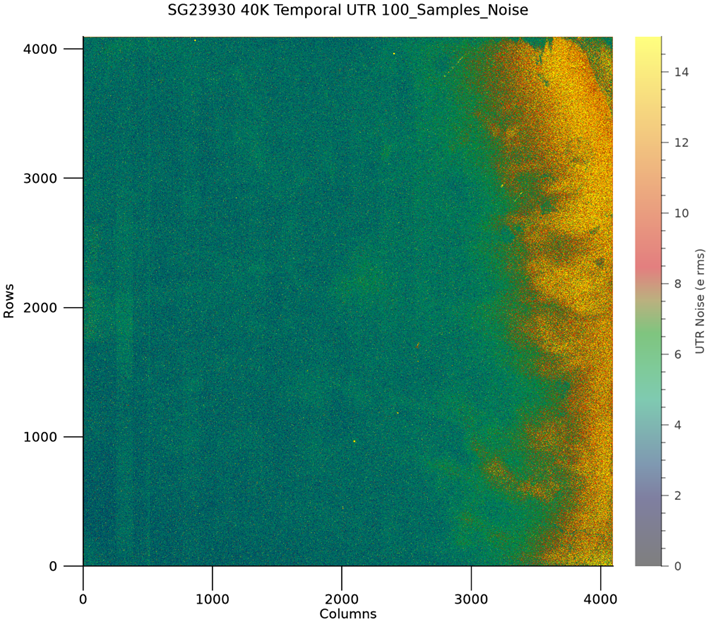 SG23930 40K Temporal UTR 100_Samples_Noise
4000
3000
2000
1000
0
Rows
0 1000 2000 3000 4000
Columns
14
12
10
8
6
4
2
0
UTR Noise (e rms)